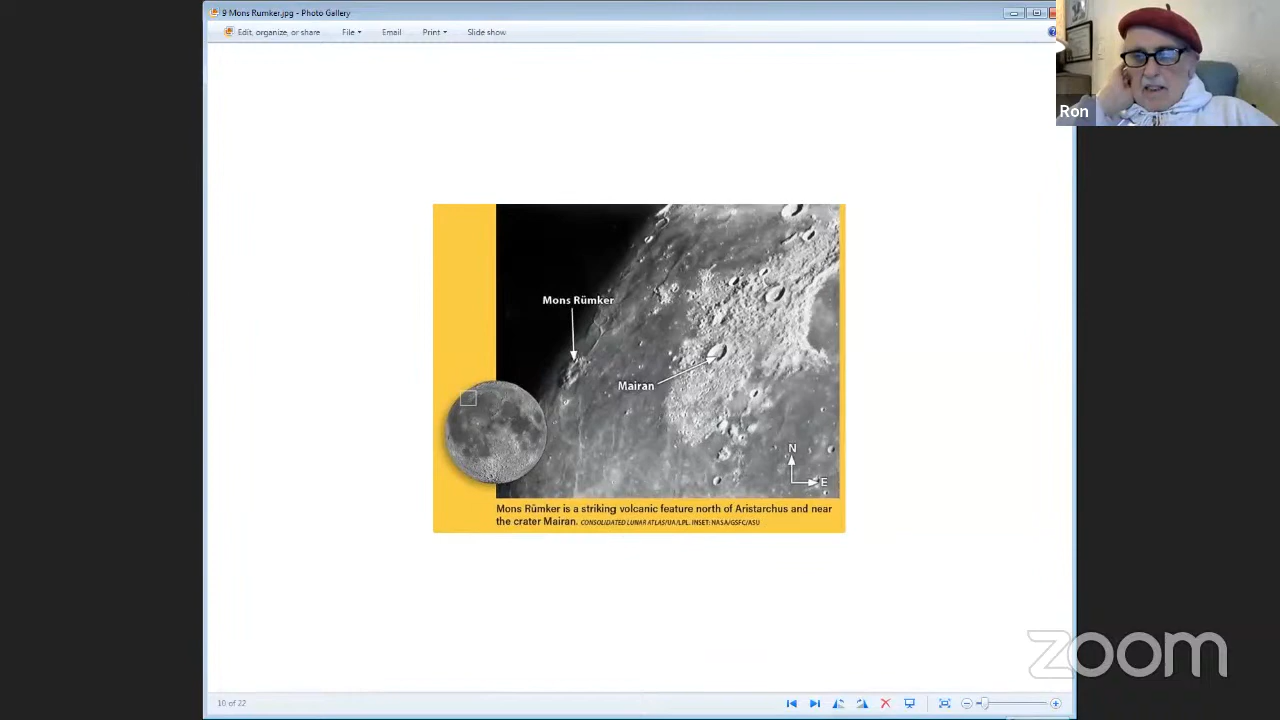 9 Mons Rumker.jpg - Photo Gallery
Edit, organize, or share
File
Email
Print
Slide show
Ron
Mons Rümker
Mairan
N
E
Mons Rümker is a striking volcanic feature north of Aristarchus and near
the crater Mairan. CONSOLIDATED LUNAR ATLAS/UA/LPL. INSET: NASA/GSFC/ASU
zoom
10 of 22